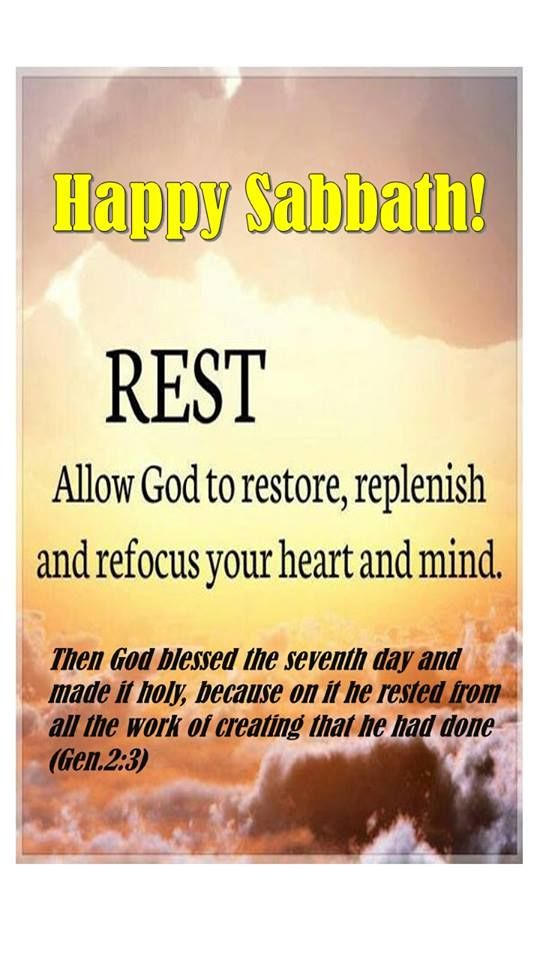 Happy Sabbath!
REST
Allow God to restore, replenish
and refocus your heart and mind.
Then God blessed the seventh day and
made it holy, because on it he rested from
all the work of creating that he had done
(Gen.2:3)